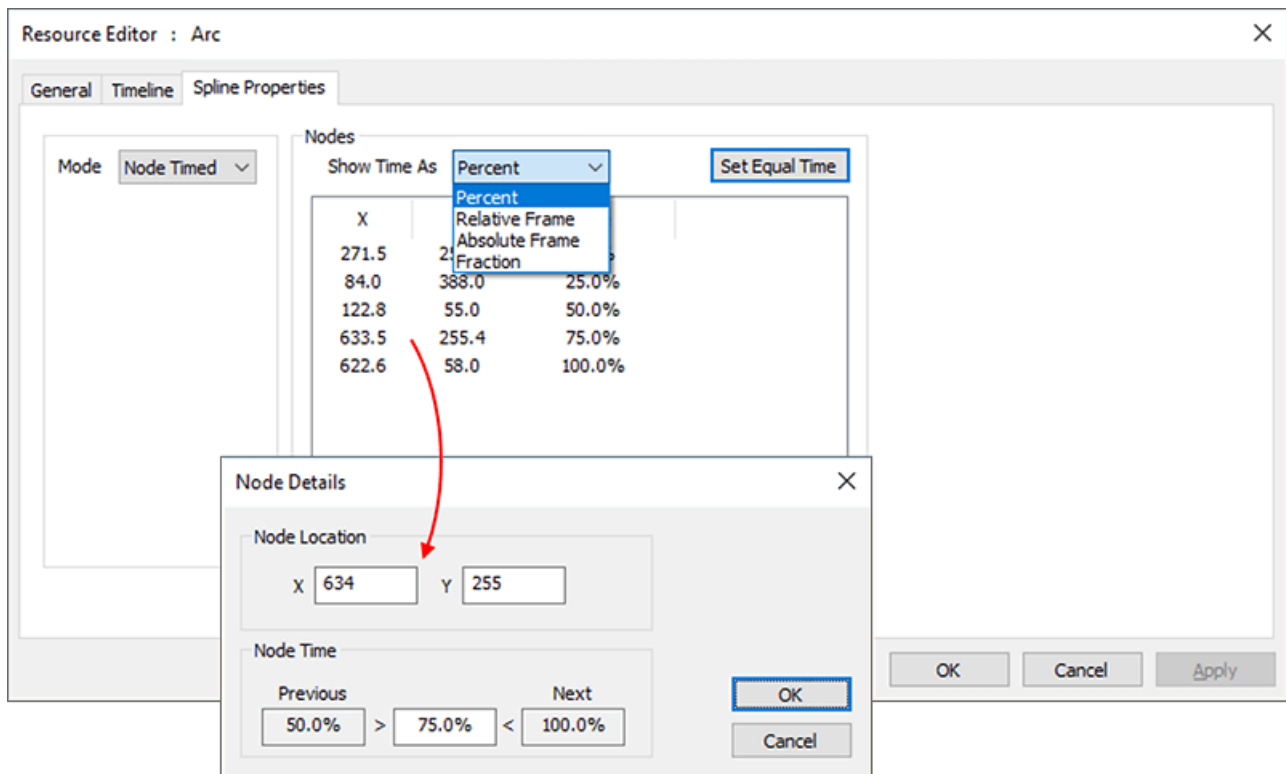 Resource Editor : Arc
General Timeline Spline Properties
Nodes
Mode Node Timed Show Time As Percent Set Equal Time
Percent
X Relative Frame
Absolute Frame
271.5 Fraction
84.0 388.0 25.0%
122.8 55.0 50.0%
633.5 255.4 75.0%
622.6 58.0 100.0%
Node Details
Node Location
X 634 Y 255
Node Time
Previous Next
50.0% > 75.0% < 100.0%
OK
Cancel
OK Cancel Apply